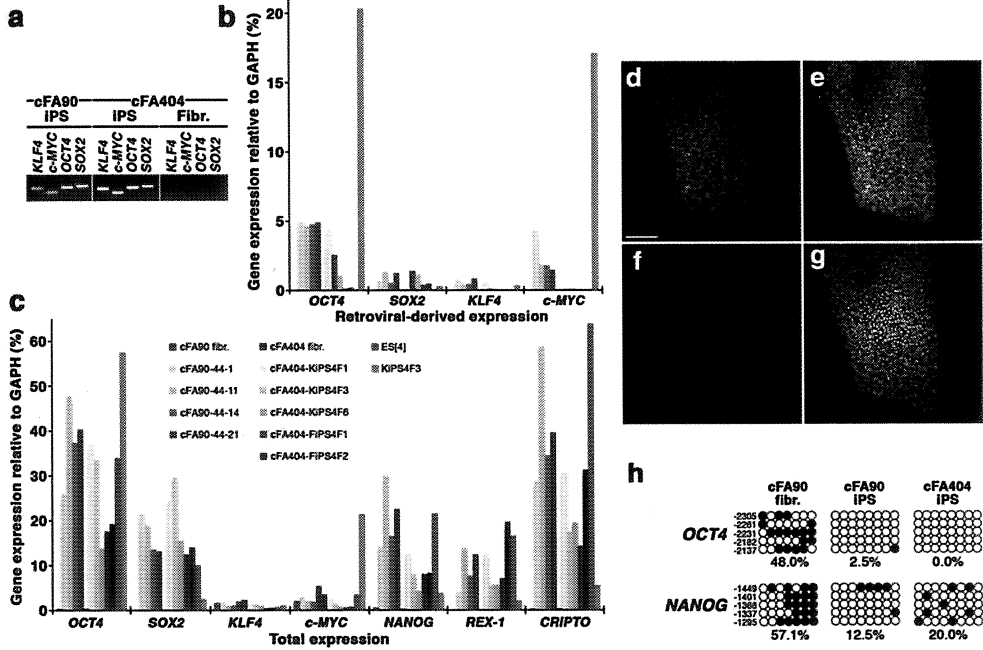 a
cFA90 cFA404
iPS iPS Fibr.
KLF4 c-MYC OCT4 SOX2 KLF4 c-MYC OCT4 SOX2 KLF4 c-MYC OCT4 SOX2
b
Gene expression relative to GAPH (%)
20
15
10
5
0
OCT4 SOX2 KLF4 c-MYC
Retroviral-derived expression
c
Gene expression relative to GAPH (%)
60
50
40
30
20
10
0
cFA90 fibr. cFA404 fibr. ES[4]
cFA90-44-1 cFA404-KiPS4F1 KiPS4F3
cFA90-44-11 cFA404-KiPS4F3
cFA90-44-14 cFA404-KiPS4F6
cFA90-44-21 cFA404-FiPS4F1
cFA404-FiPS4F2
OCT4 SOX2 KLF4 c-MYC NANOG REX-1 CRIPTO
Total expression
d e
f g
h
cFA90 cFA90 cFA404
fibr. iPS iPS
OCT4
-2305
-2261
-2231
-2182
-2137
48.0% 2.5% 0.0%
NANOG
-1449
-1401
-1368
-1337
-1295
57.1% 12.5% 20.0%